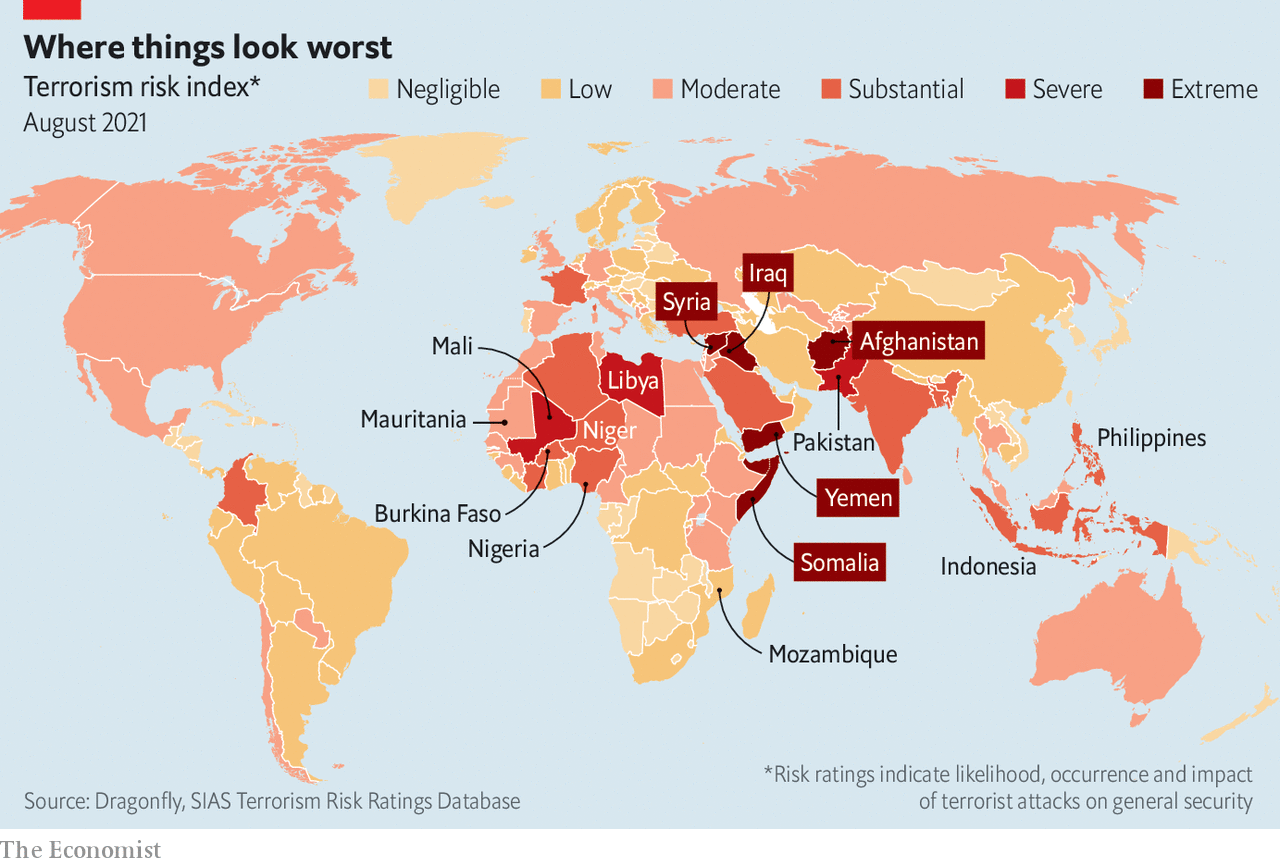 Where things look worst
Terrorism risk index*
August 2021
Negligible
Low
Moderate
Substantial
Severe
Extreme
Iraq
Syria
Afghanistan
Mali
Libya
Mauritania
Niger
Pakistan
Philippines
Burkina Faso
Yemen
Nigeria
Somalia
Indonesia
Mozambique
*Risk ratings indicate likelihood, occurrence and impact
of terrorist attacks on general security
Source: Dragonfly, SIAS Terrorism Risk Ratings Database
The Economist